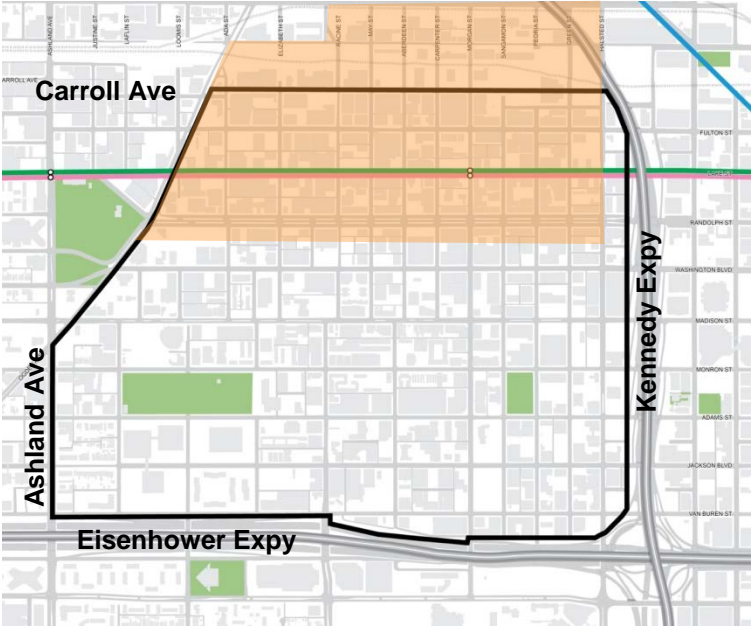 ASHLAND AVE
JUSTINE ST
LAFLIN ST
LOOMIS ST
ADA ST
ELIZABETH ST
RACINE ST
MAY ST
ABERDEEN ST
CARPENTER ST
MORGAN ST
SANGAMON ST
PEORIA ST
GREEN ST
HALSTED ST
ARROLL AVE
Carroll Ave
FULTON ST
RANDOLPH ST
WASHINGTON BLVD
MADISON ST
Kennedy Expy
MONRON ST
Ashland Ave
ADAMS ST
JACKSON BLVD
VAN BUREN ST
Eisenhower Expy